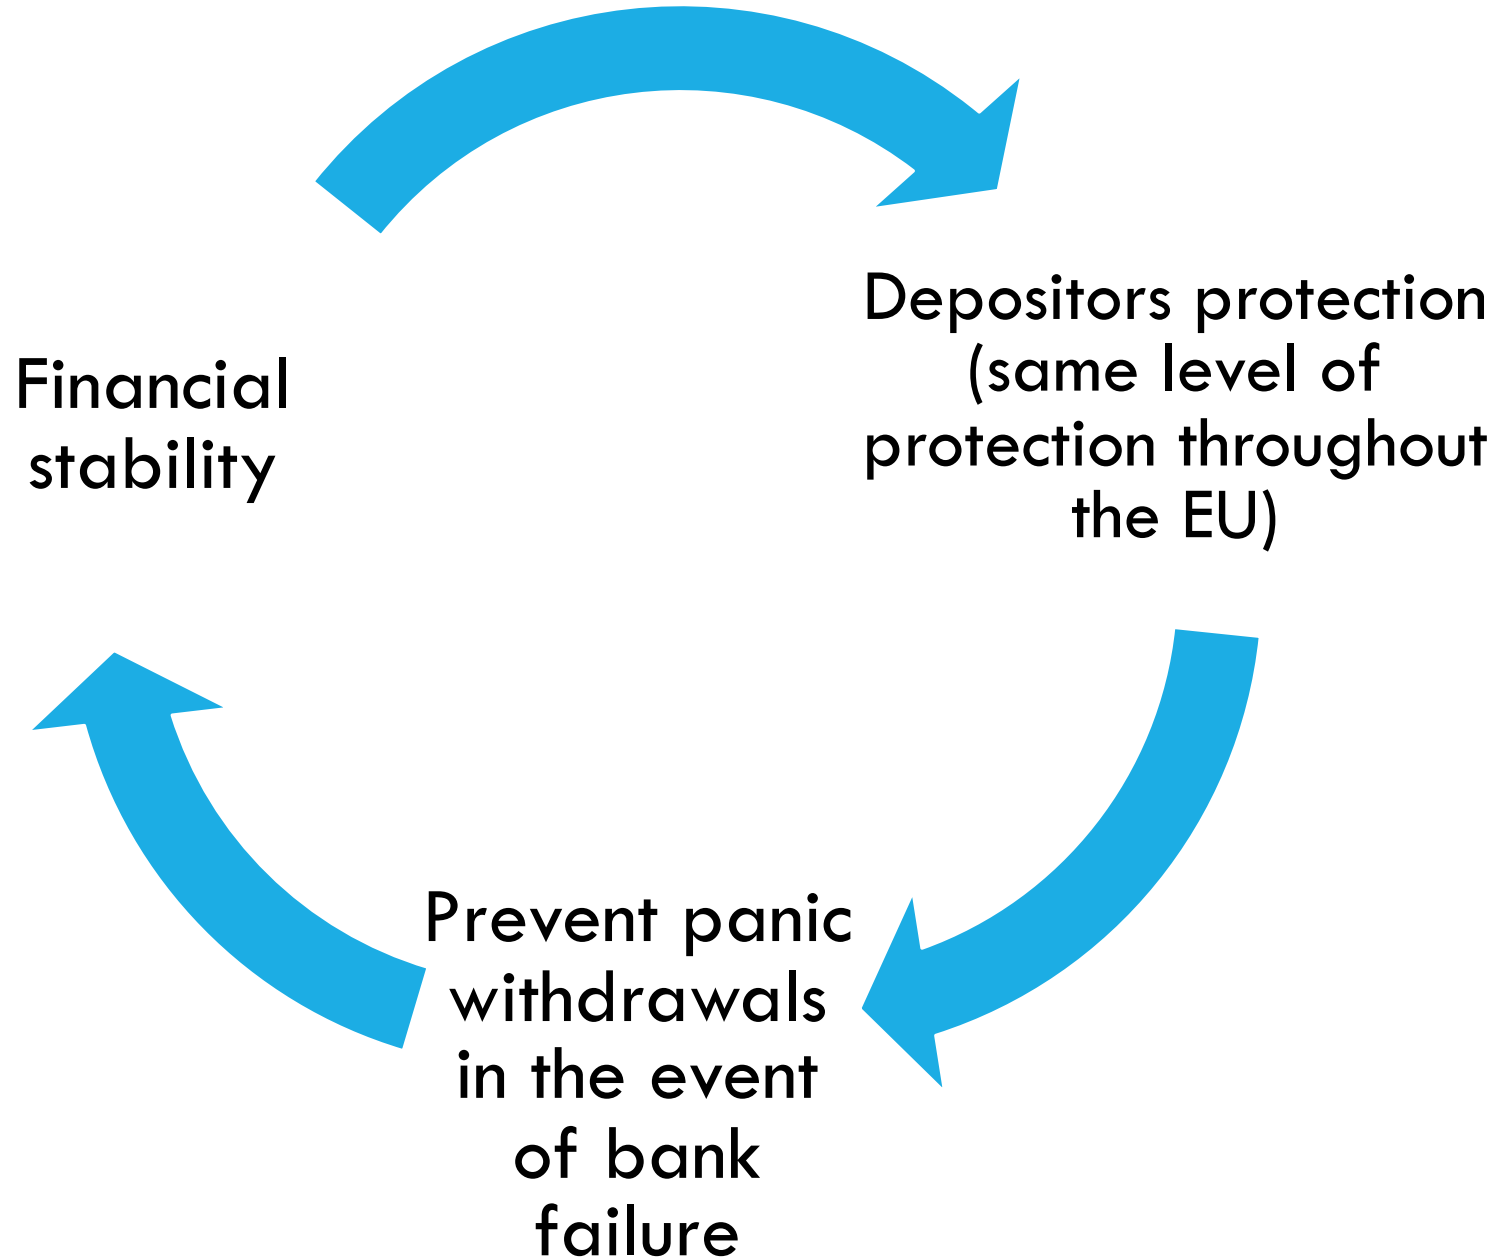 Financial
stability
Depositors protection
(same level of
protection throughout
the EU)
Prevent panic
withdrawals
in the event
of bank
failure